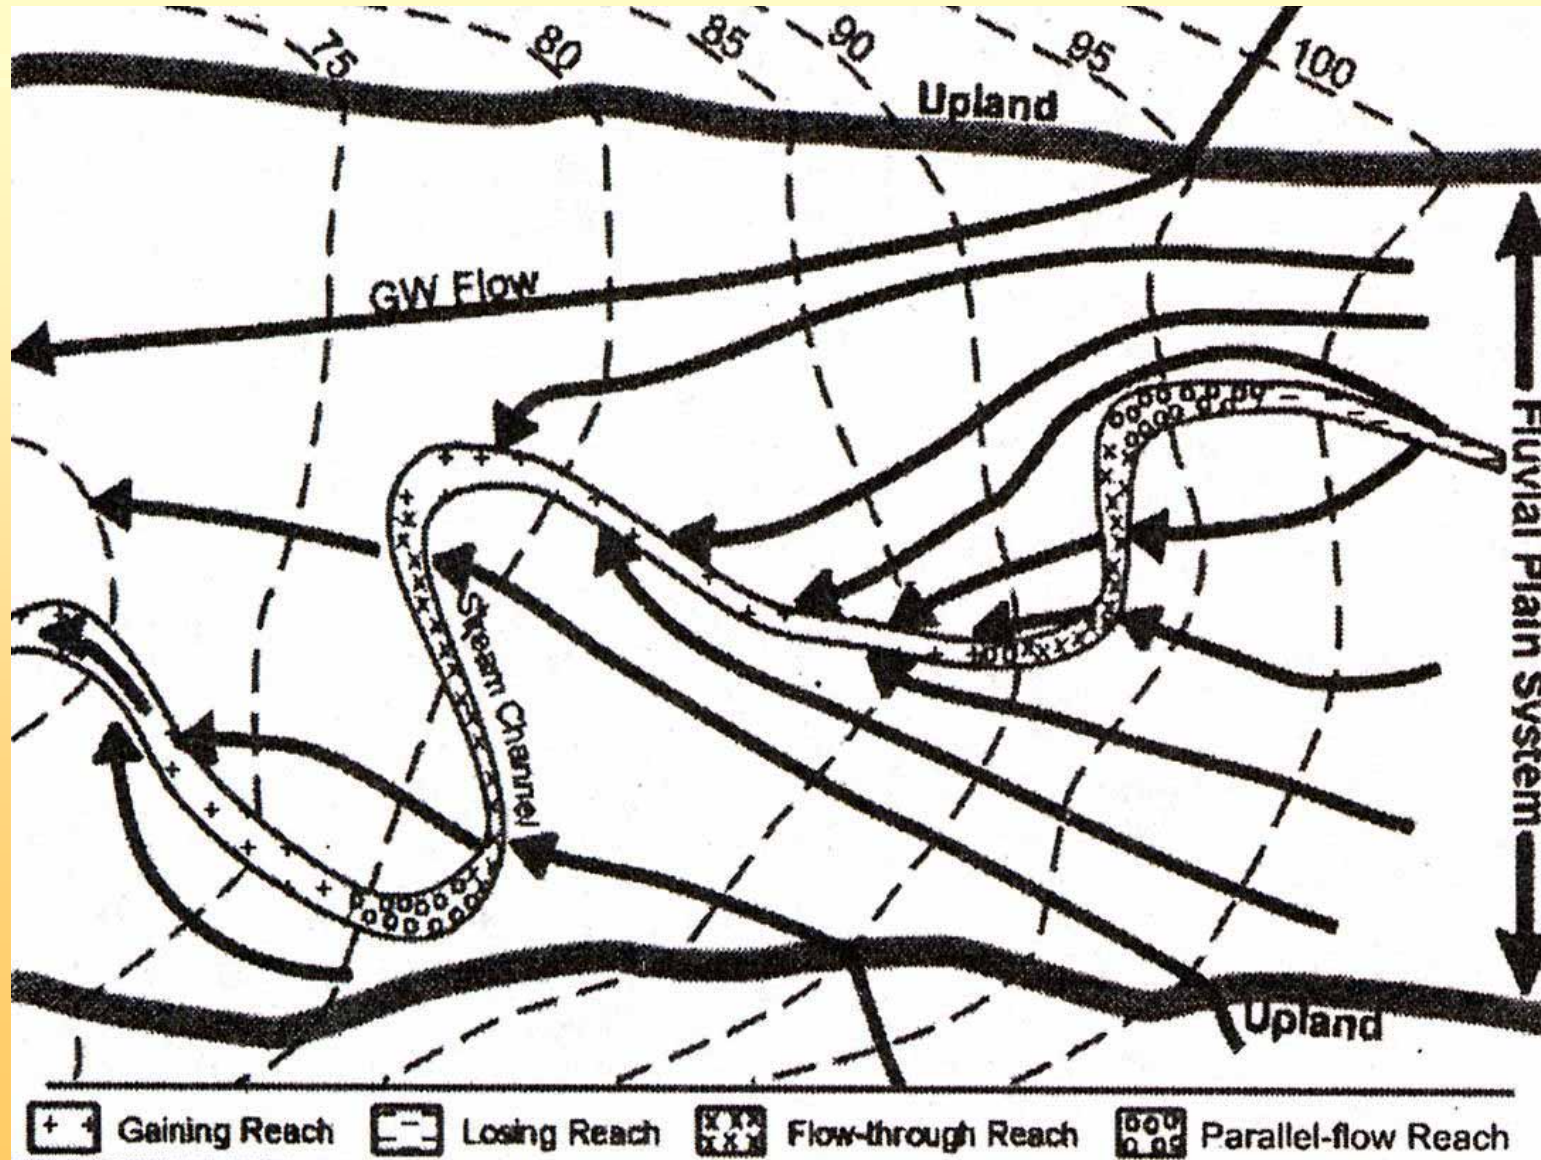 75
80
85
90
95
100
Upland
GW Flow
Fluvial Plain System
Stream Channel
Upland
Gaining Reach
Losing Reach
Flow-through Reach
Parallel-flow Reach